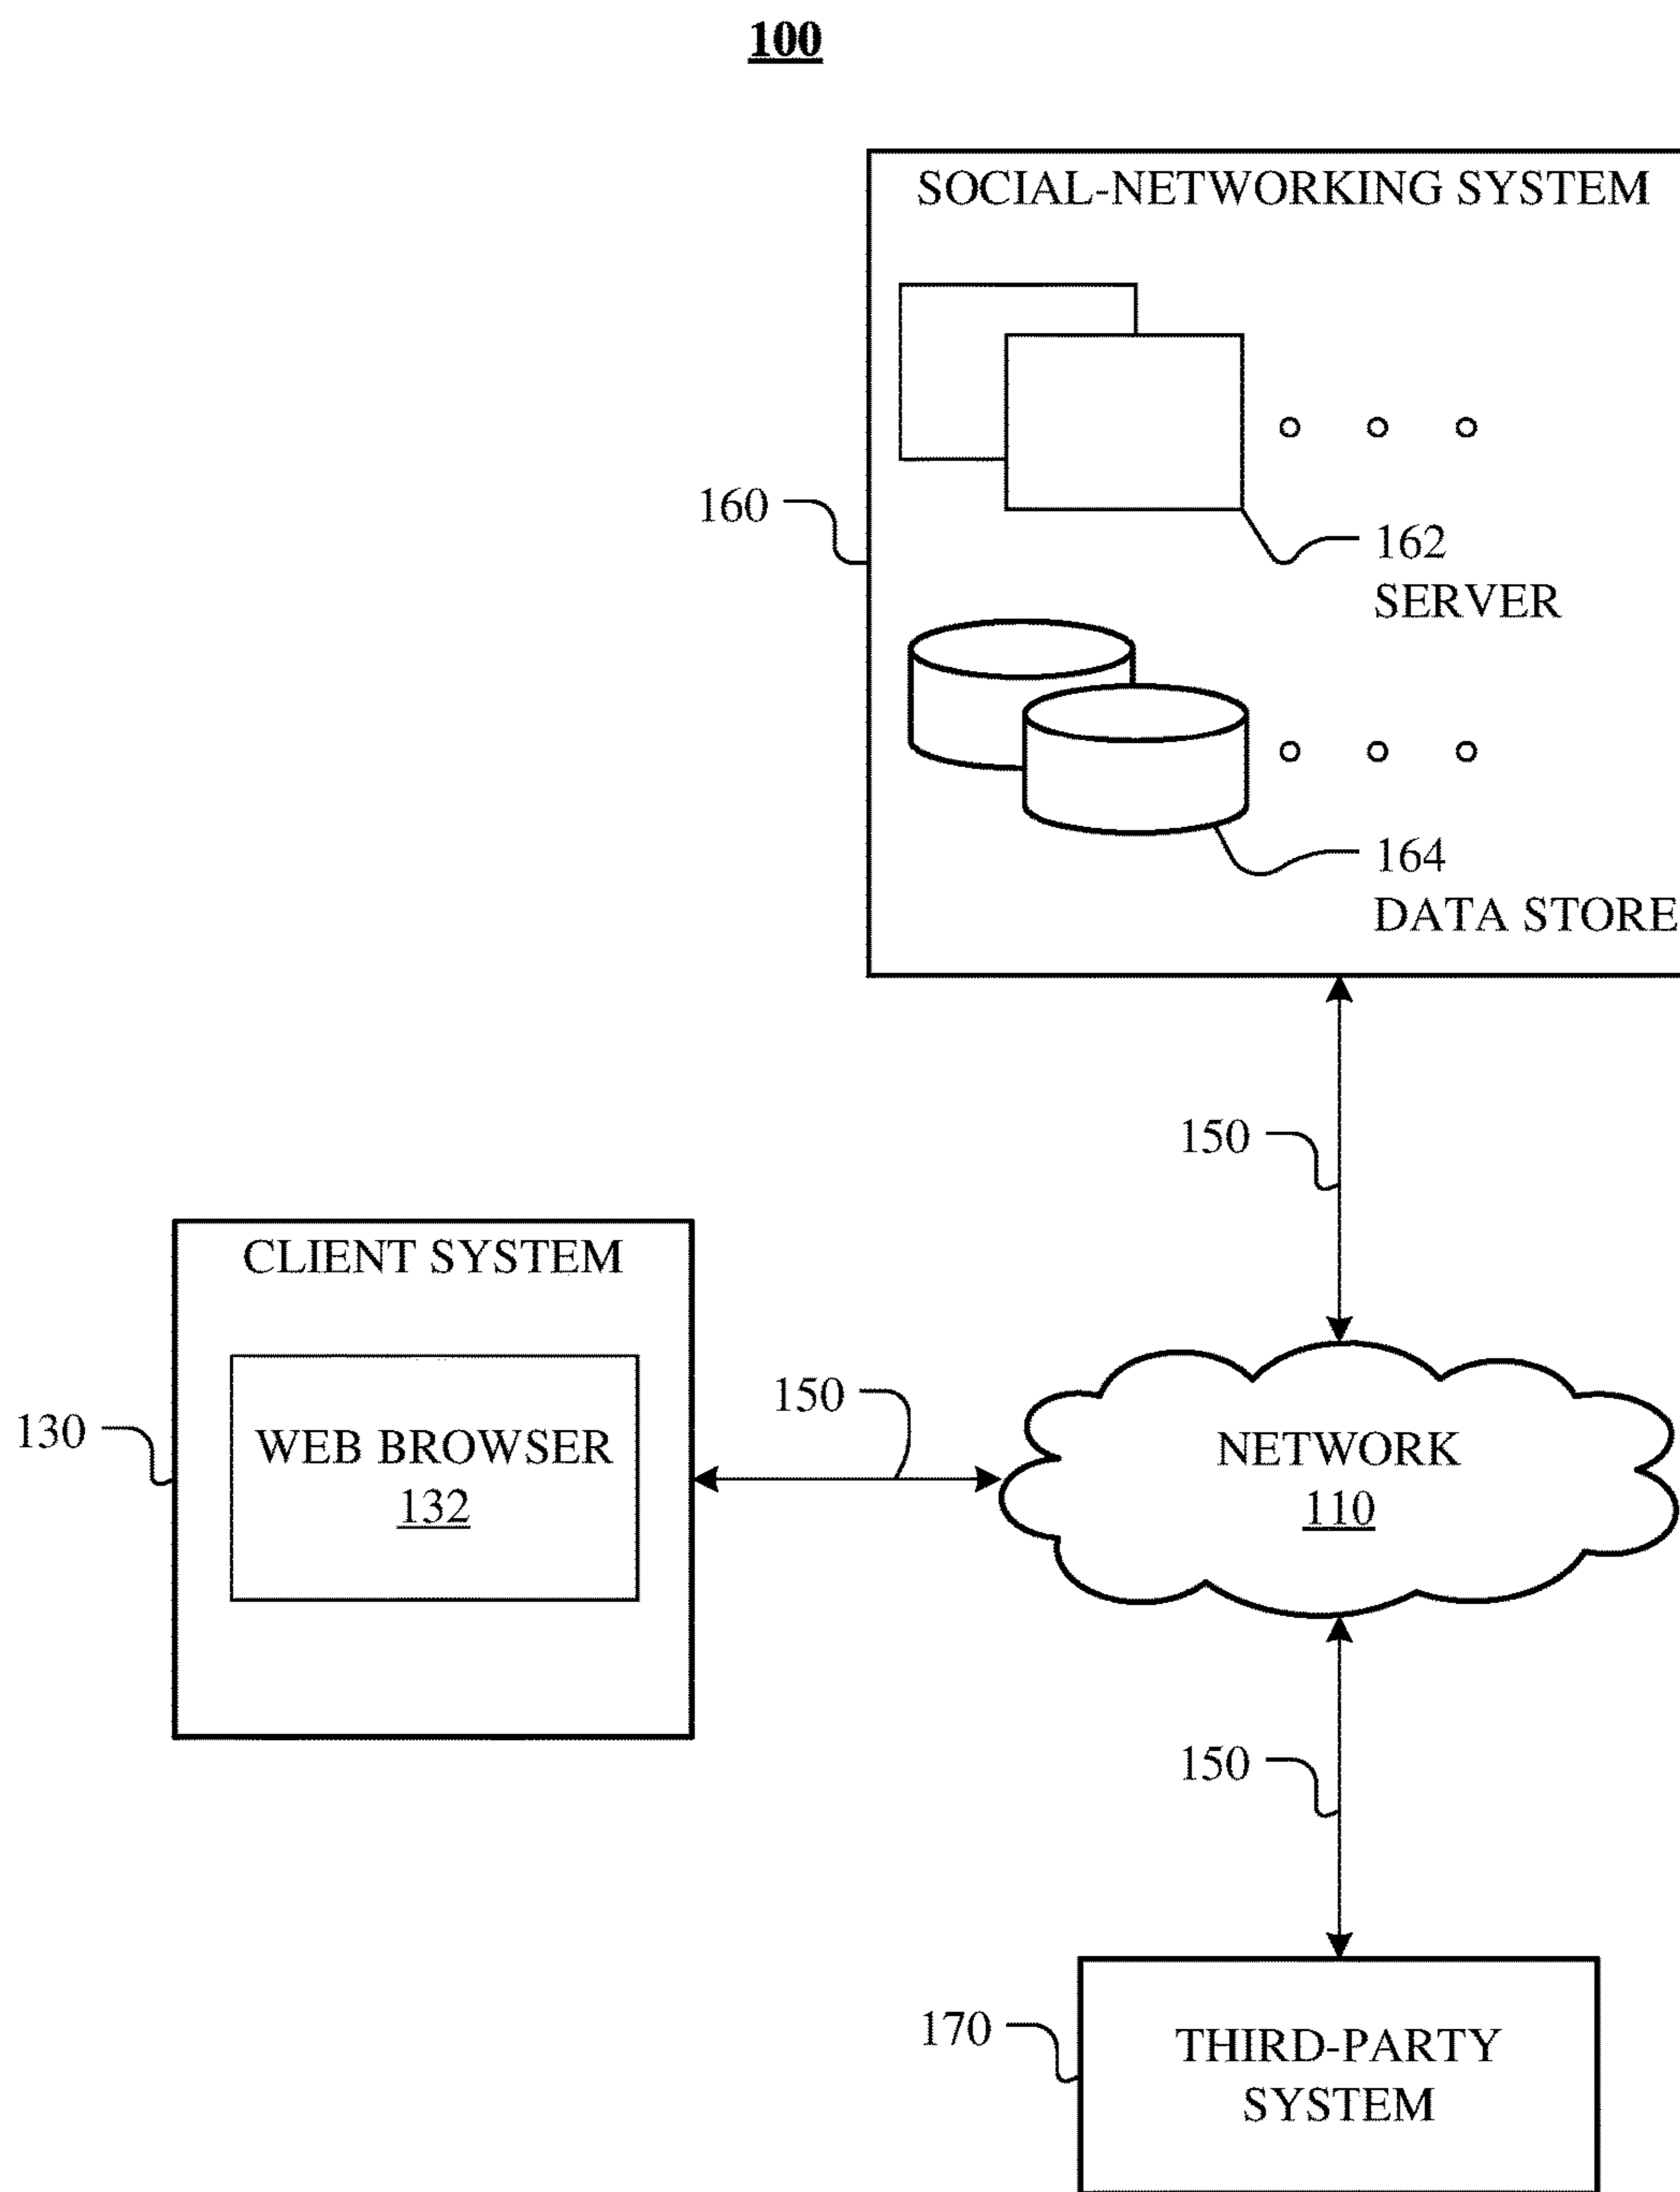 100
SOCIAL-NETWORKING SYSTEM
160
162
SERVER
164
DATA STORE
150
CLIENT SYSTEM
130
WEB BROWSER
132
150
NETWORK
110
150
170
THIRD-PARTY
SYSTEM